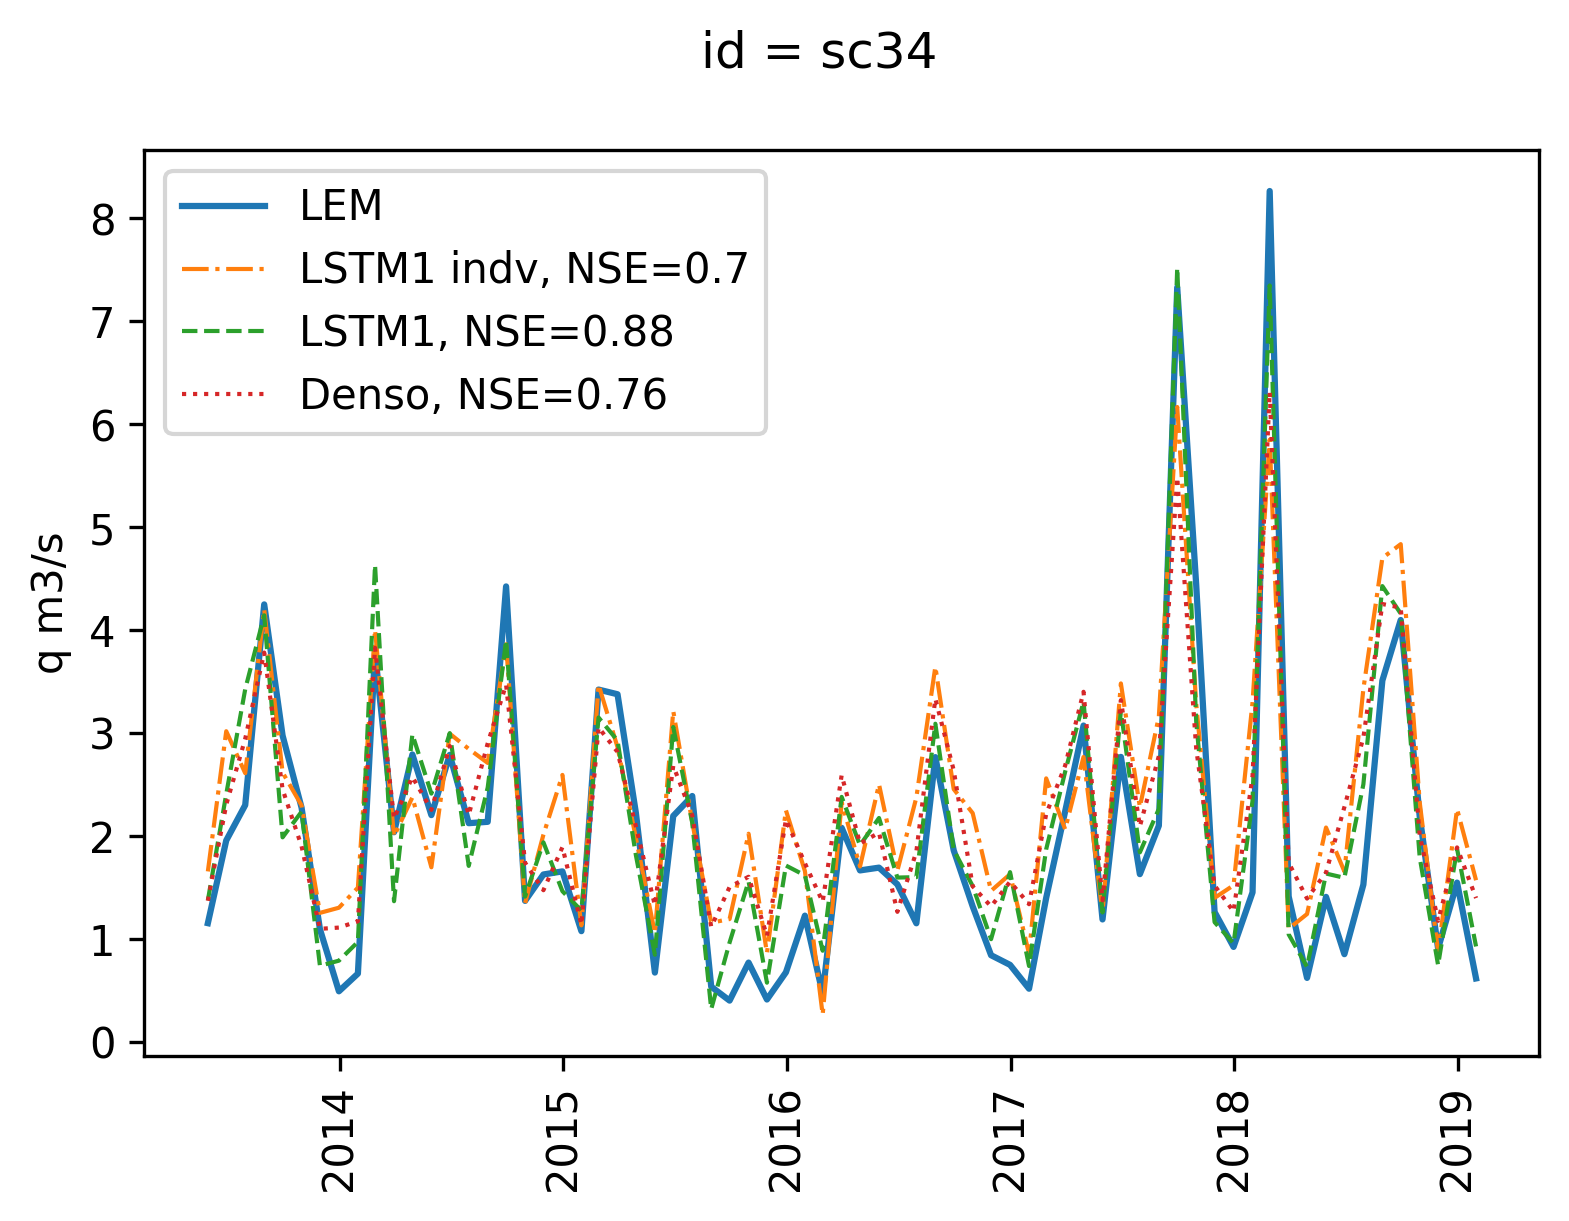 id = sc34
LEM
LSTM1 indv, NSE=0.7
LSTM1, NSE=0.88
Denso, NSE=0.76
q m3/s
8
7
6
5
4
3
2
1
0
2014
2015
2016
2017
2018
2019